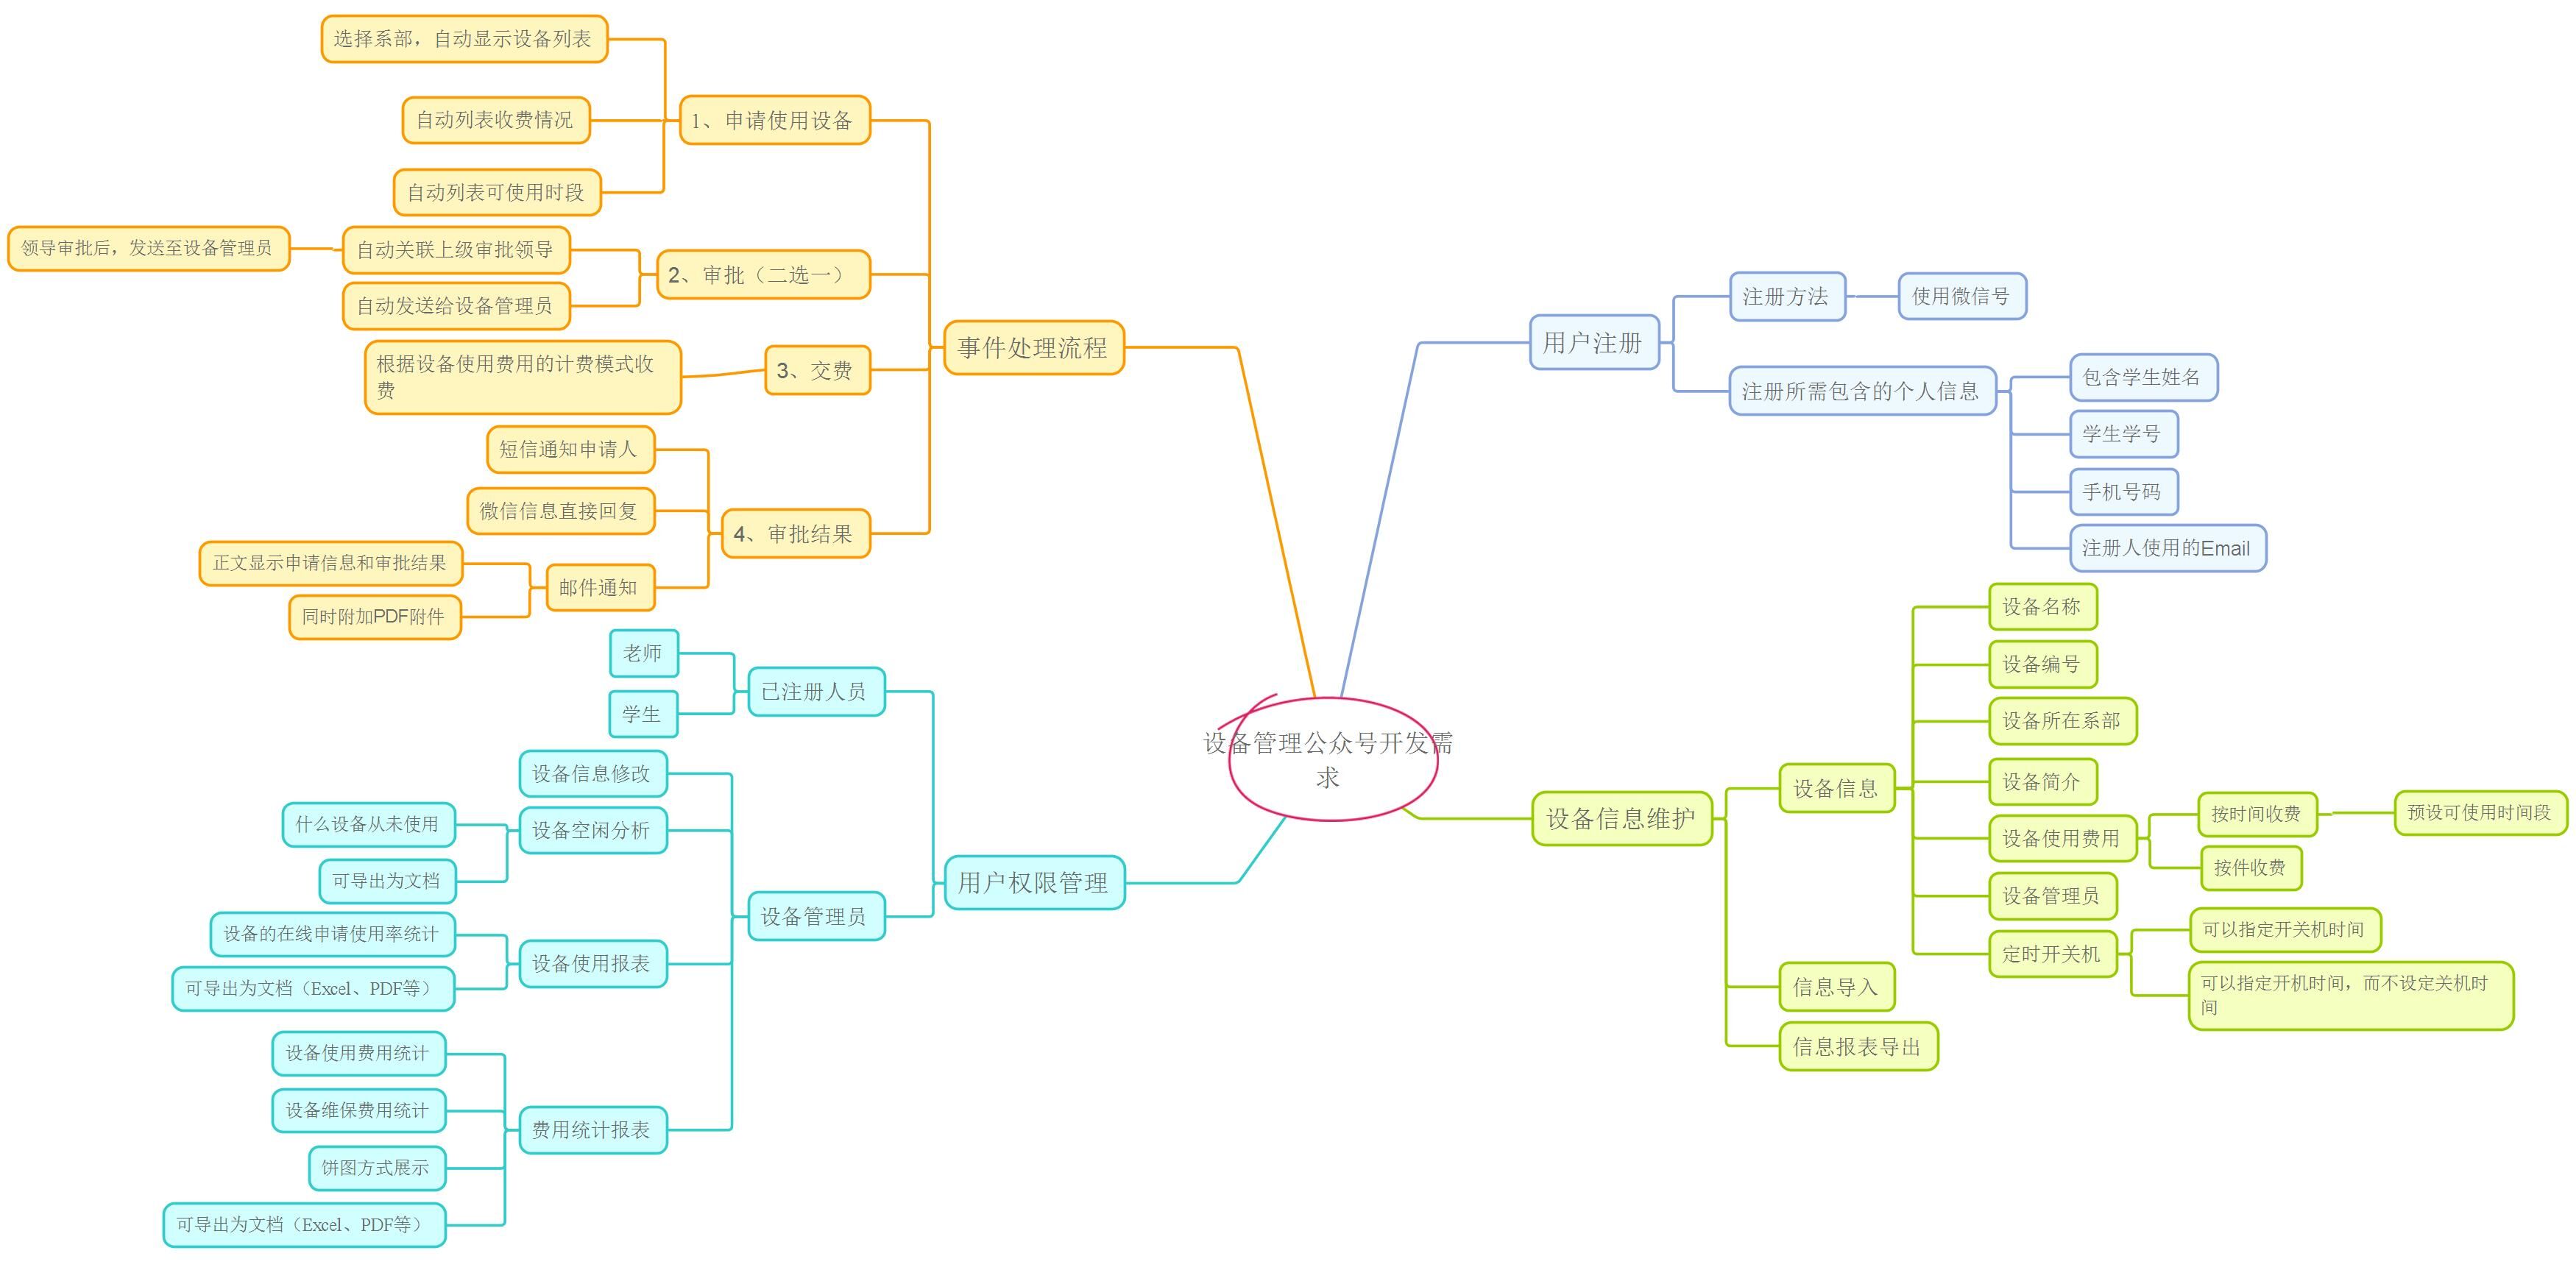 设备管理公众号开发需
求
用户注册
注册方法
使用微信号
注册所需包含的个人信息
包含学生姓名
学生学号
手机号码
注册人使用的Email
设备信息维护
设备信息
设备名称
设备编号
设备所在系部
设备简介
设备使用费用
按时间收费
预设可使用时间段
按件收费
设备管理员
定时开关机
可以指定开关机时间
可以指定开机时间，而不设定关机时
间
信息导入
信息报表导出
事件处理流程
1、申请使用设备
选择系部，自动显示设备列表
自动列表收费情况
自动列表可使用时段
2、审批（二选一）
自动关联上级审批领导
领导审批后，发送至设备管理员
自动发送给设备管理员
3、交费
根据设备使用费用的计费模式收
费
4、审批结果
短信通知申请人
微信信息直接回复
邮件通知
正文显示申请信息和审批结果
同时附加PDF附件
用户权限管理
已注册人员
老师
学生
设备管理员
设备信息修改
设备空闲分析
什么设备从未使用
可导出为文档
设备使用报表
设备的在线申请使用率统计
可导出为文档（Excel、PDF等）
费用统计报表
设备使用费用统计
设备维保费用统计
饼图方式展示
可导出为文档（Excel、PDF等）